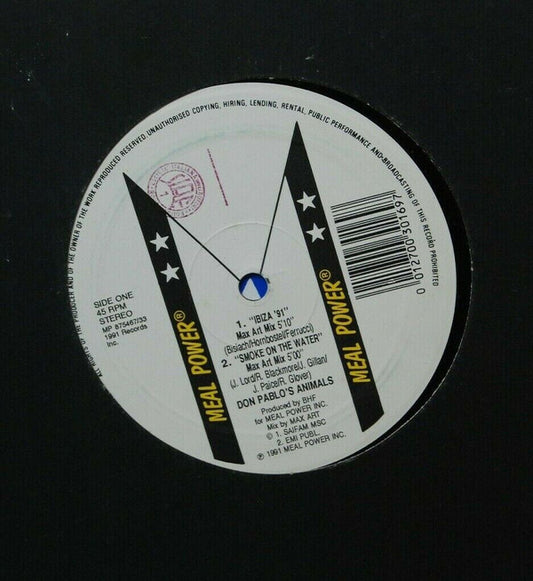 ALL RIGHTS OF THE PRODUCER AND OF THE OWNER OF THE WORK REPRODUCED RESERVED. UNAUTHORISED COPYING, HIRING, LENDING, RENTAL, PUBLIC PERFORMANCE AND BROADCASTING OF THIS RECORD PROHIBITED
SIDE ONE
45 RPM
STEREO
MP 875467/33
1991 Records
Inc.
MEAL POWER®
MEAL POWER®
0 012700 301697
1. "IBIZA '91"
Max Art Mix 5'10"
(Bisiach/Hornbostel/Ferrucci)
2. "SMOKE ON THE WATER"
Max Art Mix 5'00"
(J. Lord/R. Blackmore/J. Gillan/
J. Paice/R. Glover)
DON PABLO'S ANIMALS
Produced by BHF
for MEAL POWER INC.
Mix by MAX ART
© 1. SAIFAM MSC
2. EMI PUBL.
℗ 1991 MEAL POWER INC.